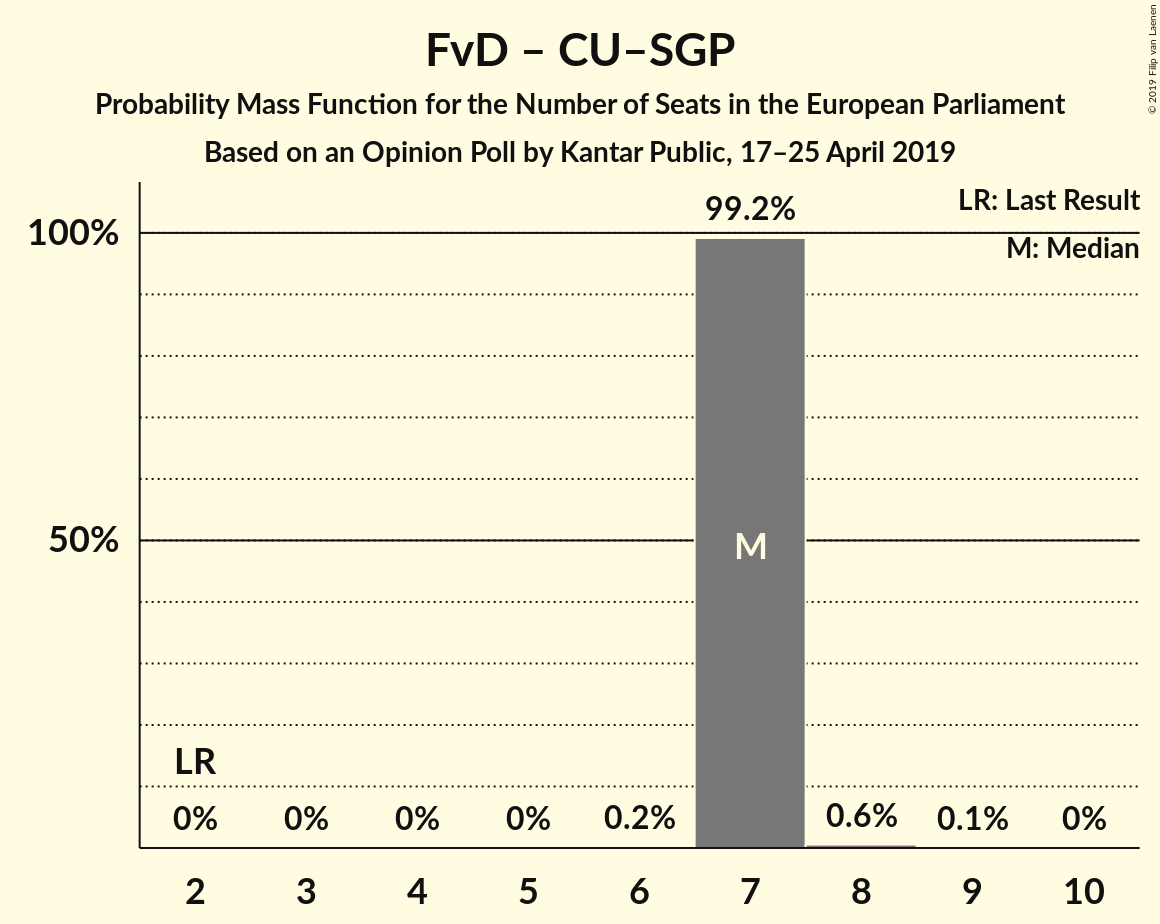 FvD – CU–SGP
Probability Mass Function for the Number of Seats in the European Parliament
Based on an Opinion Poll by Kantar Public, 17–25 April 2019
© 2019 Filip van Laenen
LR: Last Result
M: Median
99.2%
100%
50%
M
LR
0% 0% 0% 0% 0.2% 0.6% 0.1% 0%
2 3 4 5 6 7 8 9 10